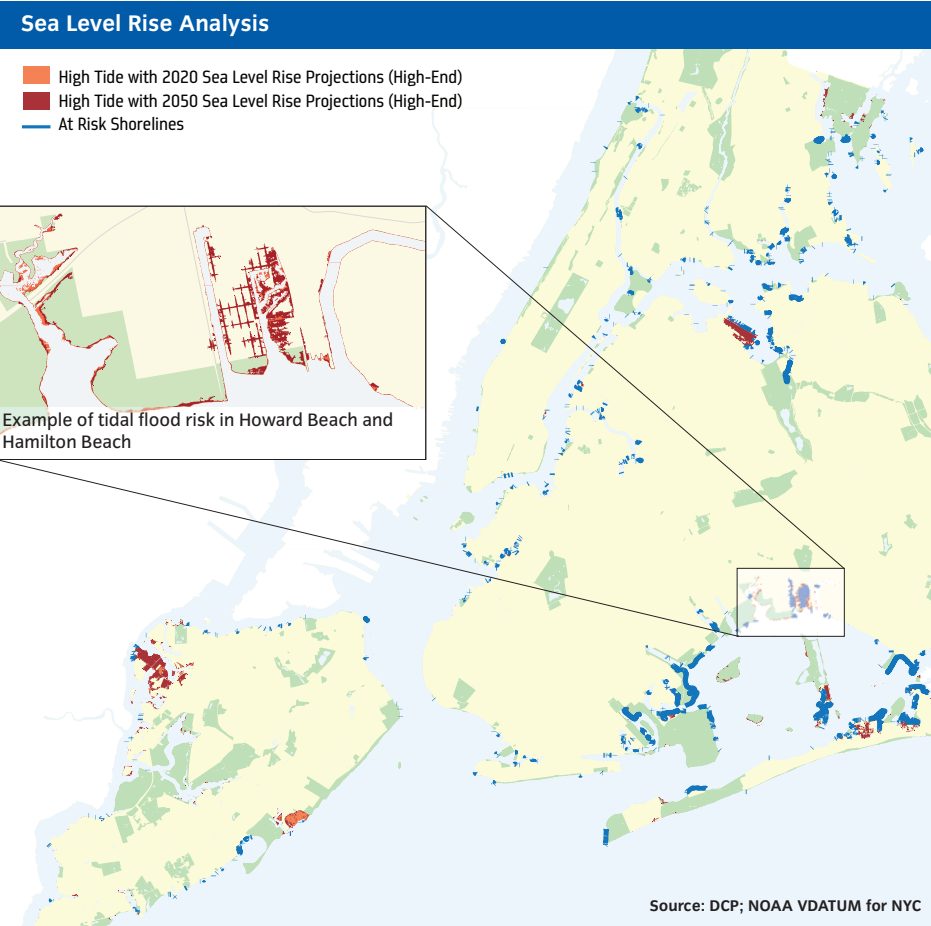 Sea Level Rise Analysis
High Tide with 2020 Sea Level Rise Projections (High-End)
High Tide with 2050 Sea Level Rise Projections (High-End)
At Risk Shorelines
Example of tidal flood risk in Howard Beach and
Hamilton Beach
Source: DCP; NOAA VDATUM for NYC